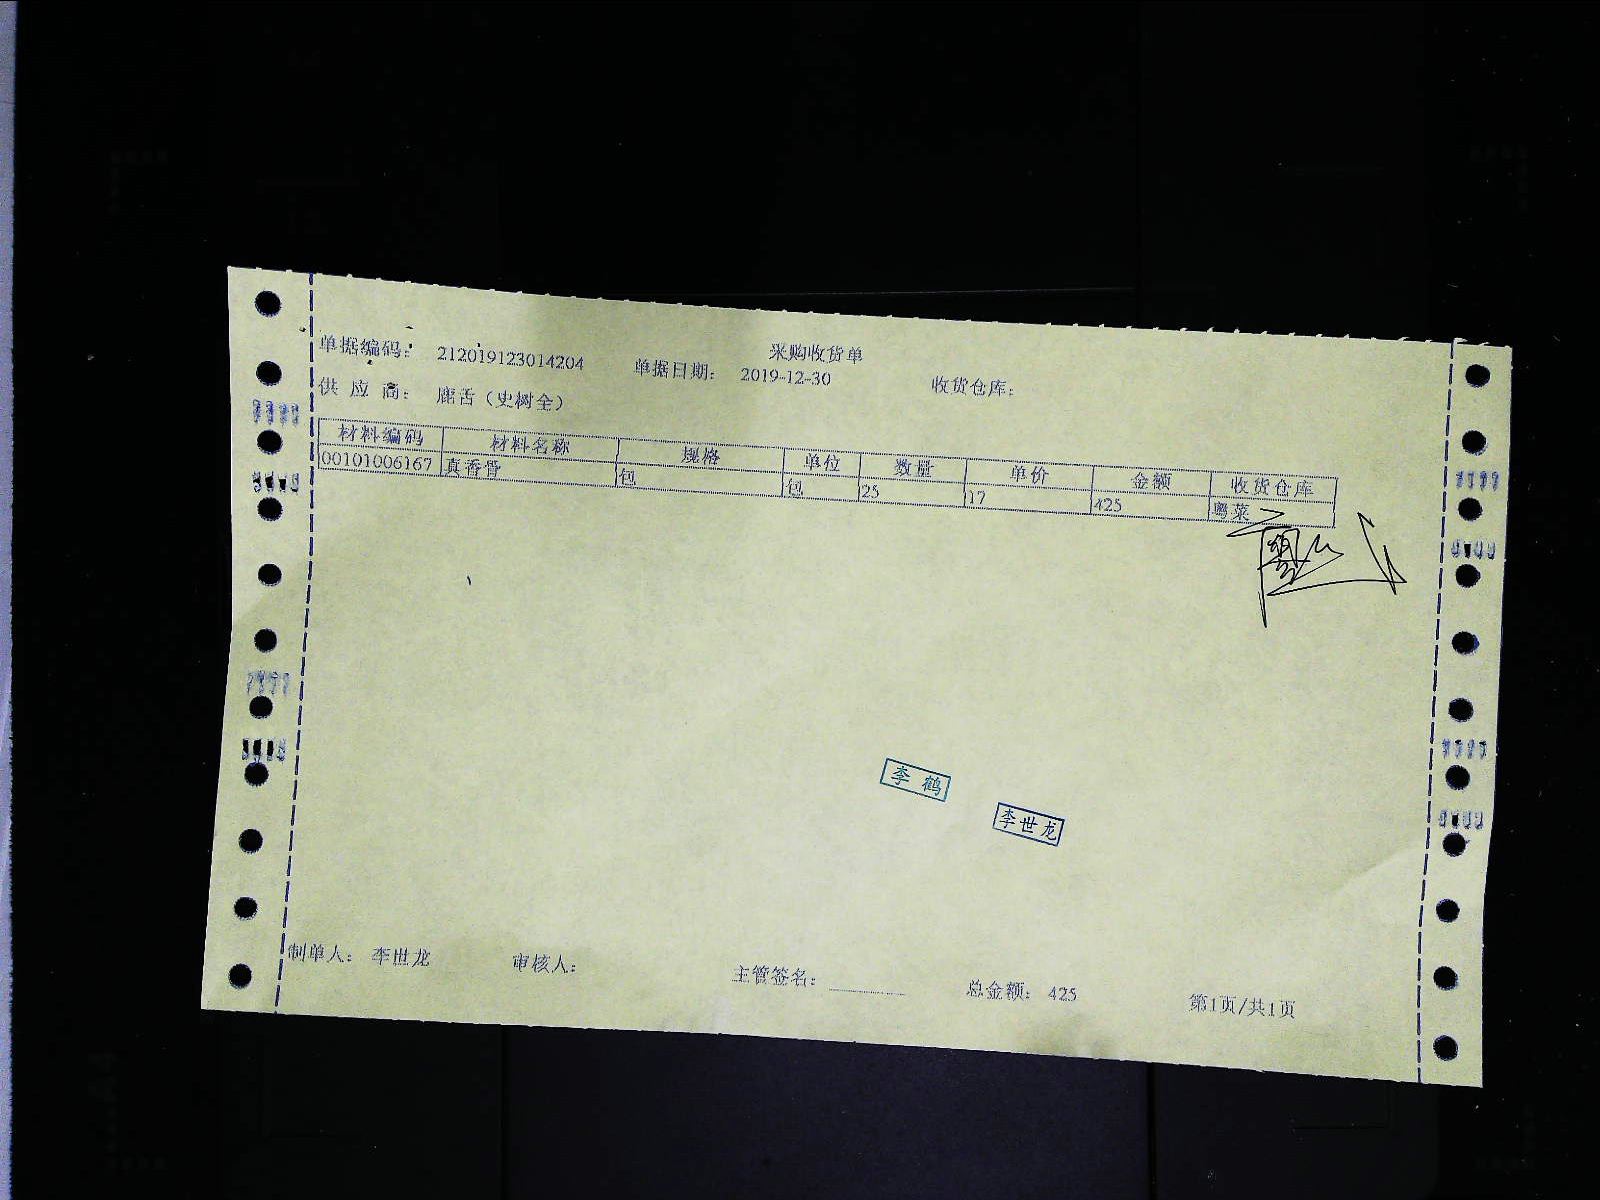 采购收货单
单据编码: 212019123014204 单据日期: 2019-12-30 收货仓库:
供 应 商: 鹿舌(史树全)
材料编码 材料名称 规格 单位 数量 单价 金额 收货仓库
00101006167 真香骨 包 包 25 17 425 粤菜
李 鹤
李世龙
制单人: 李世龙 审核人: 主管签名: 总金额: 425 第1页/共1页